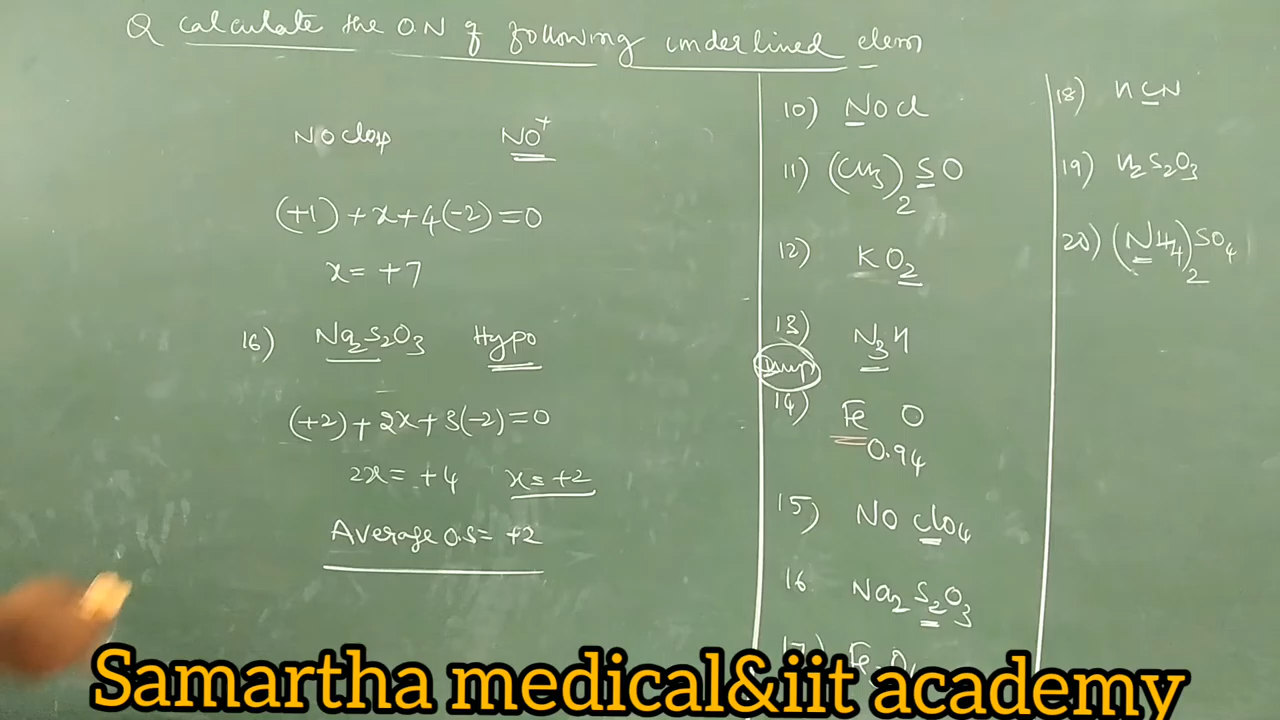 Q calculate the O.N of following underlined elem
NOClO4 NO+
(+1) + x + 4(-2) = 0
x = +7
16) Na2S2O3 Hypo
(+2) + 2x + 3(-2) = 0
2x = +4 x = +2
Average O.S = +2
10) NOCl
11) (CH3)2 SO
12) KO2
13) N3H
14) Fe0.94 O
15) NO ClO4
16 Na2 S2O3
17)
18) HCN
19) H2S2O3
20) (NH4)2 SO4
Samartha medical&iit academy